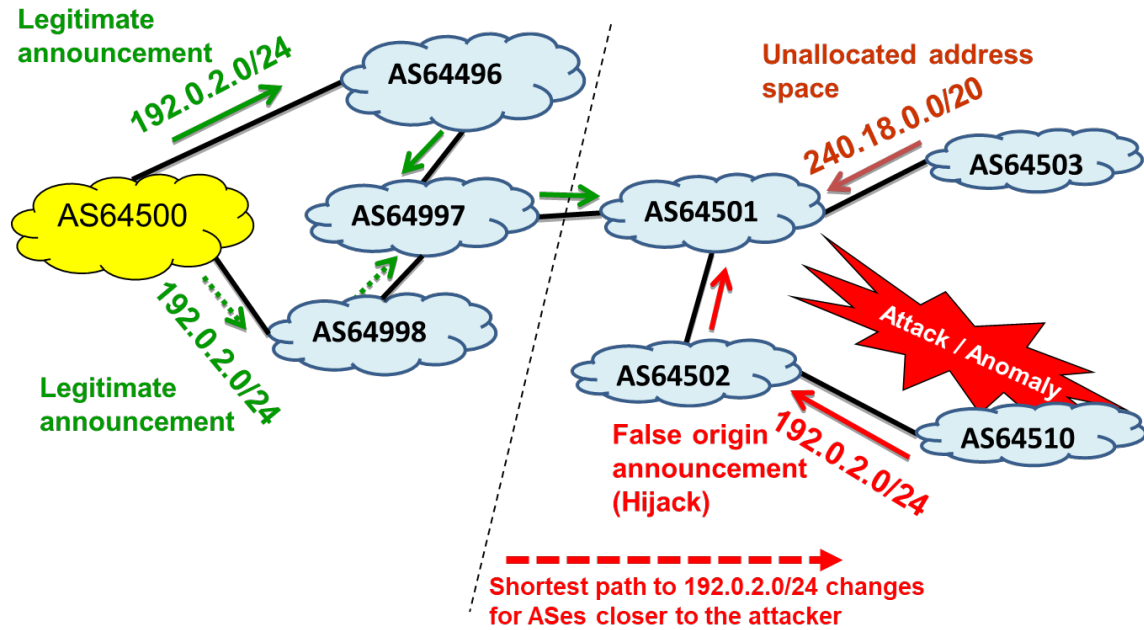 Legitimate
announcement
192.0.2.0/24
AS64496
Unallocated address
space
240.18.0.0/20
AS64503
AS64500
AS64997
AS64501
192.0.2.0/24
AS64998
Legitimate
announcement
Attack / Anomaly
AS64502
AS64510
192.0.2.0/24
False origin
announcement
(Hijack)
Shortest path to 192.0.2.0/24 changes
for ASes closer to the attacker